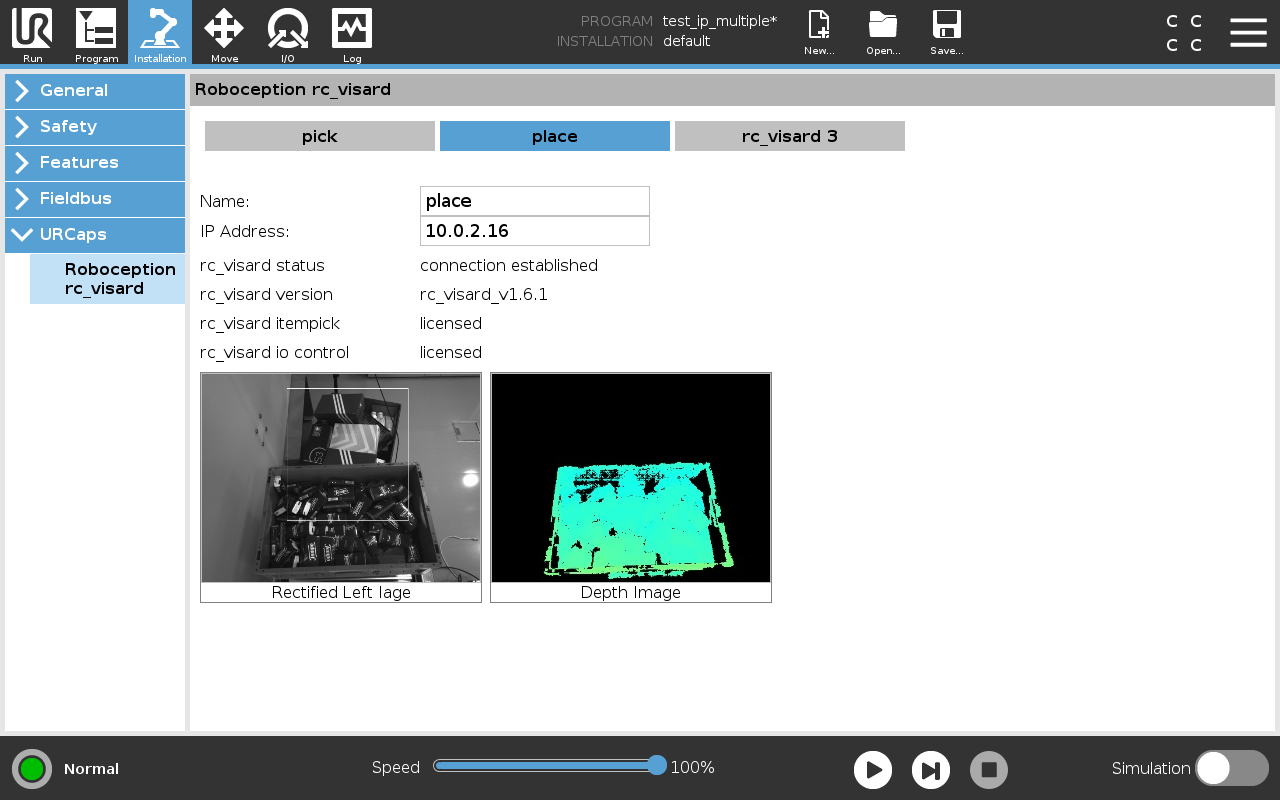 PROGRAM test_ip_multiple*
INSTALLATION default
C C
C C
Run Program Installation Move I/O Log New... Open... Save...
General
Safety
Features
Fieldbus
URCaps
Roboception
rc_visard
Roboception rc_visard
pick place rc_visard 3
Name: place
IP Address: 10.0.2.16
rc_visard status connection established
rc_visard version rc_visard_v1.6.1
rc_visard itempick licensed
rc_visard io control licensed
Rectified Left Iage Depth Image
Normal Speed 100% Simulation